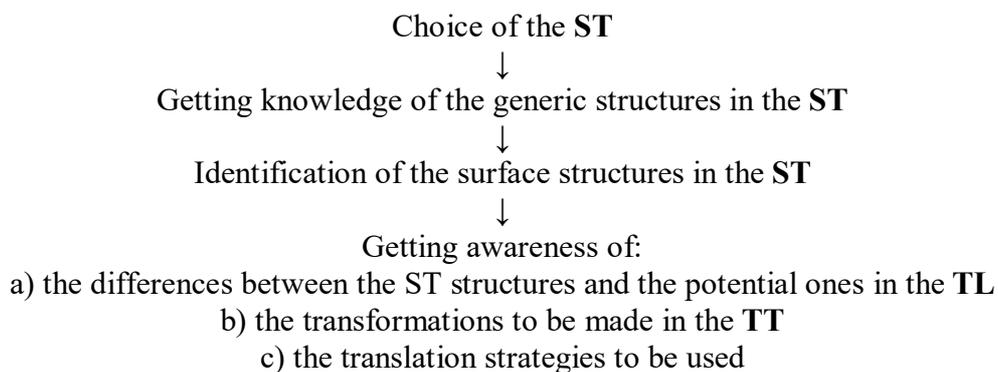 Choice of the ST
↓
Getting knowledge of the generic structures in the ST
↓
Identification of the surface structures in the ST
↓
Getting awareness of:
a) the differences between the ST structures and the potential ones in the TL
b) the transformations to be made in the TT
c) the translation strategies to be used